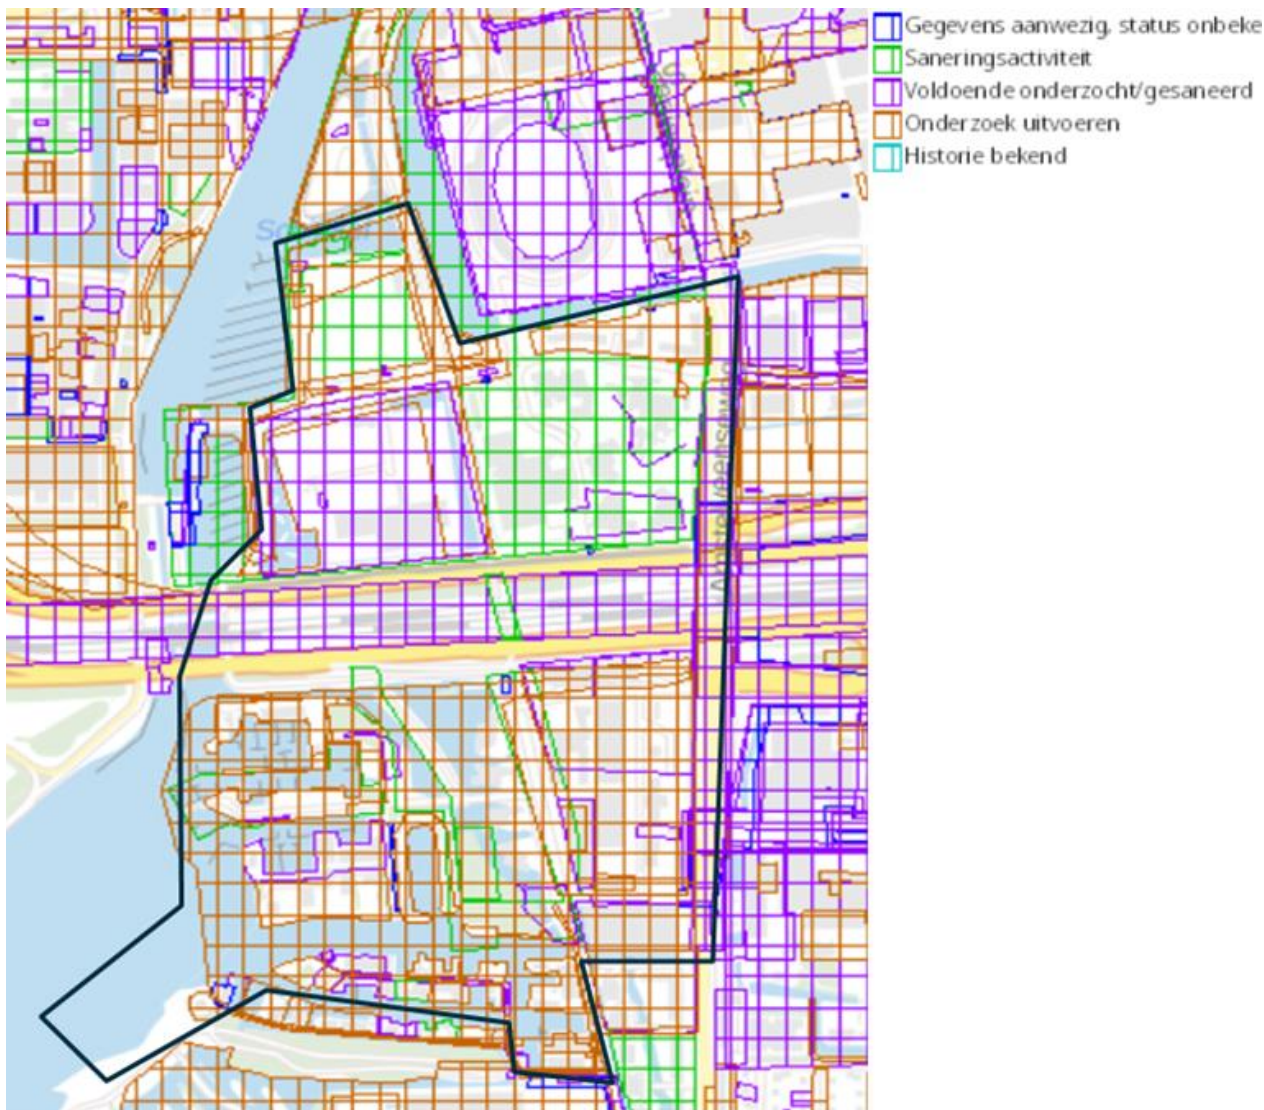 Gegevens aanwezig, status onbeke
Saneringsactiviteit
Voldoende onderzocht/gesaneerd
Onderzoek uitvoeren
Historie bekend